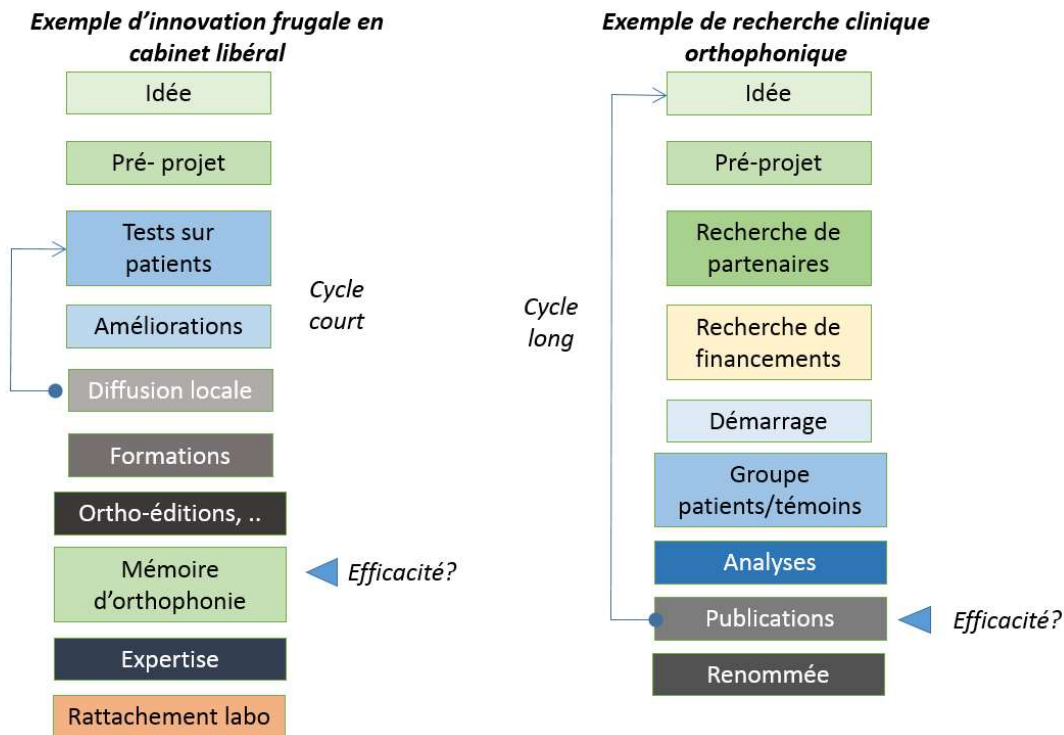 Exemple d'innovation frugale en
cabinet libéral
Idée
Pré- projet
Tests sur
patients
Cycle
court
Améliorations
Diffusion locale
Formations
Ortho-éditions, ..
Mémoire
d'orthophonie
Efficacité?
Expertise
Rattachement labo
Exemple de recherche clinique
orthophonique
Idée
Pré-projet
Recherche de
partenaires
Cycle
long
Recherche de
financements
Démarrage
Groupe
patients/témoins
Analyses
Publications
Efficacité?
Renommée